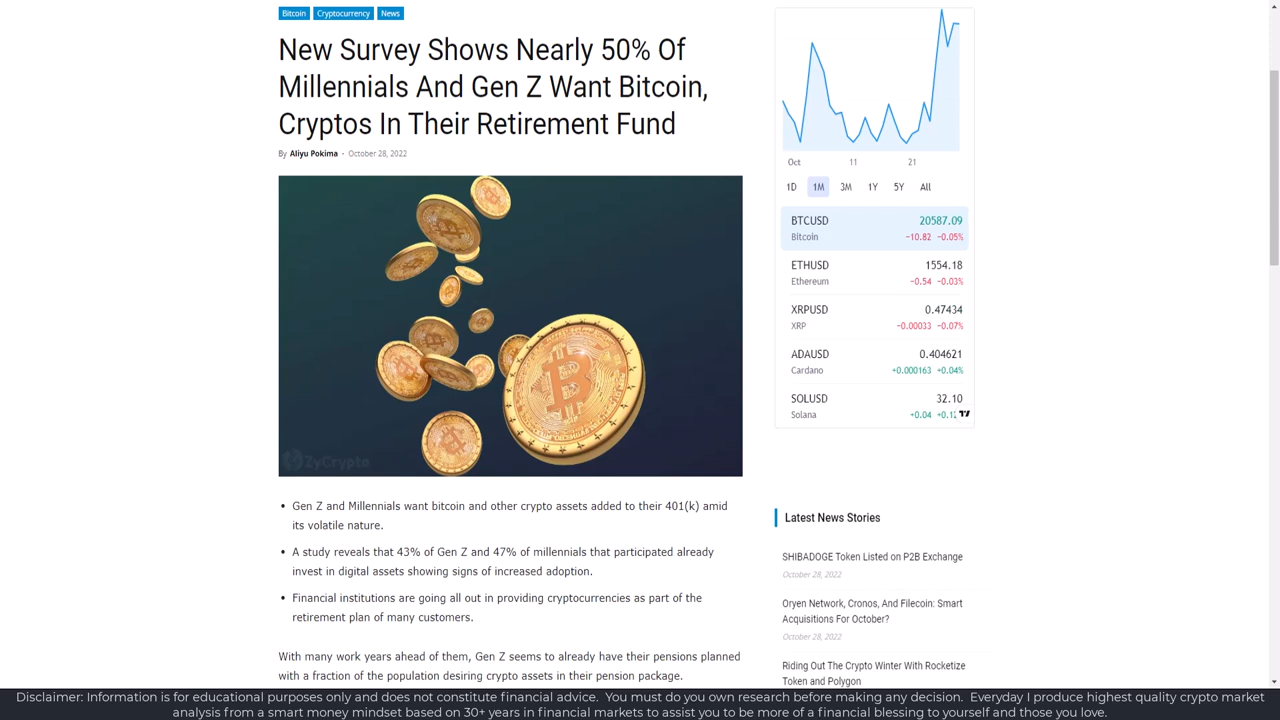 Bitcoin Cryptocurrency News
New Survey Shows Nearly 50% Of
Millennials And Gen Z Want Bitcoin,
Cryptos In Their Retirement Fund
By Aliyu Pokima - October 28, 2022
ZyCrypto
• Gen Z and Millennials want bitcoin and other crypto assets added to their 401(k) amid
its volatile nature.
• A study reveals that 43% of Gen Z and 47% of millennials that participated already
invest in digital assets showing signs of increased adoption.
• Financial institutions are going all out in providing cryptocurrencies as part of the
retirement plan of many customers.
With many work years ahead of them, Gen Z seems to already have their pensions planned
with a fraction of the population desiring crypto assets in their pension package.
Oct 11 21
1D 1M 3M 1Y 5Y All
BTCUSD 20587.09
Bitcoin −10.82 −0.05%
ETHUSD 1554.18
Ethereum −0.54 −0.03%
XRPUSD 0.47434
XRP −0.00033 −0.07%
ADAUSD 0.404621
Cardano +0.000163 +0.04%
SOLUSD 32.10
Solana +0.04
Latest News Stories
SHIBADOGE Token Listed on P2B Exchange
October 28, 2022
Oryen Network, Cronos, And Filecoin: Smart
Acquisitions For October?
October 28, 2022
Riding Out The Crypto Winter With Rocketize
Token and Polygon
Disclaimer: Information is for educational purposes only and does not constitute financial advice. You must do you own research before making any decision. Everyday I produce highest quality crypto market
analysis from a smart money mindset based on 30+ years in financial markets to assist you to be more of a financial blessing to yourself and those you love.